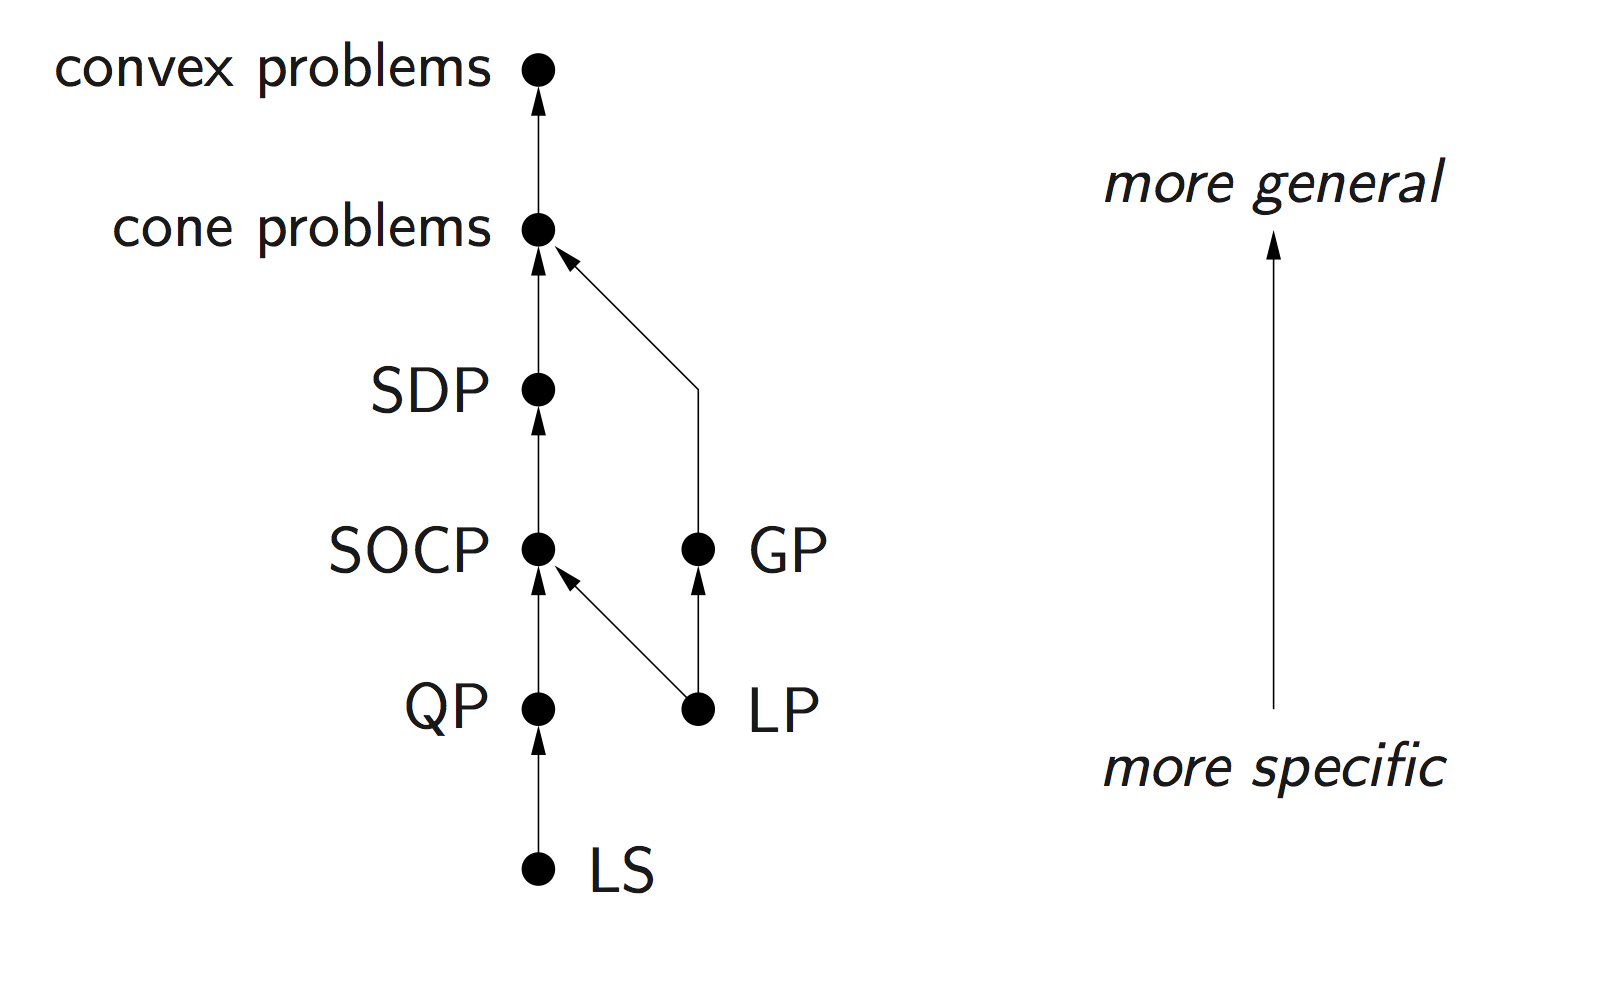 convex problems
more general
cone problems
SDP
SOCP
GP
QP
LP
more specific
LS